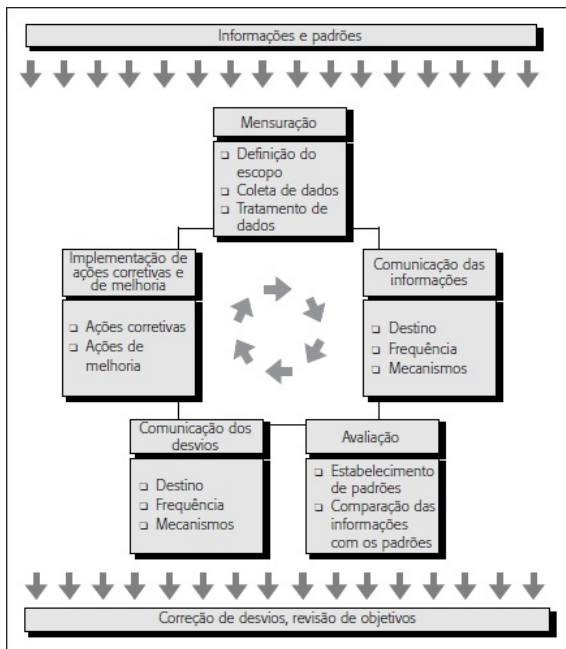 Informações e padrões
Mensuração
❑ Definição do
escopo
❑ Coleta de dados
❑ Tratamento de
dados
Implementação de
ações corretivas e
de melhoria
❑ Ações corretivas
❑ Ações de
melhoria
Comunicação das
informações
❑ Destino
❑ Frequência
❑ Mecanismos
Comunicação dos
desvios
❑ Destino
❑ Frequência
❑ Mecanismos
Avaliação
❑ Estabelecimento
de padrões
❑ Comparação das
informações
com os padrões
Correção de desvios, revisão de objetivos